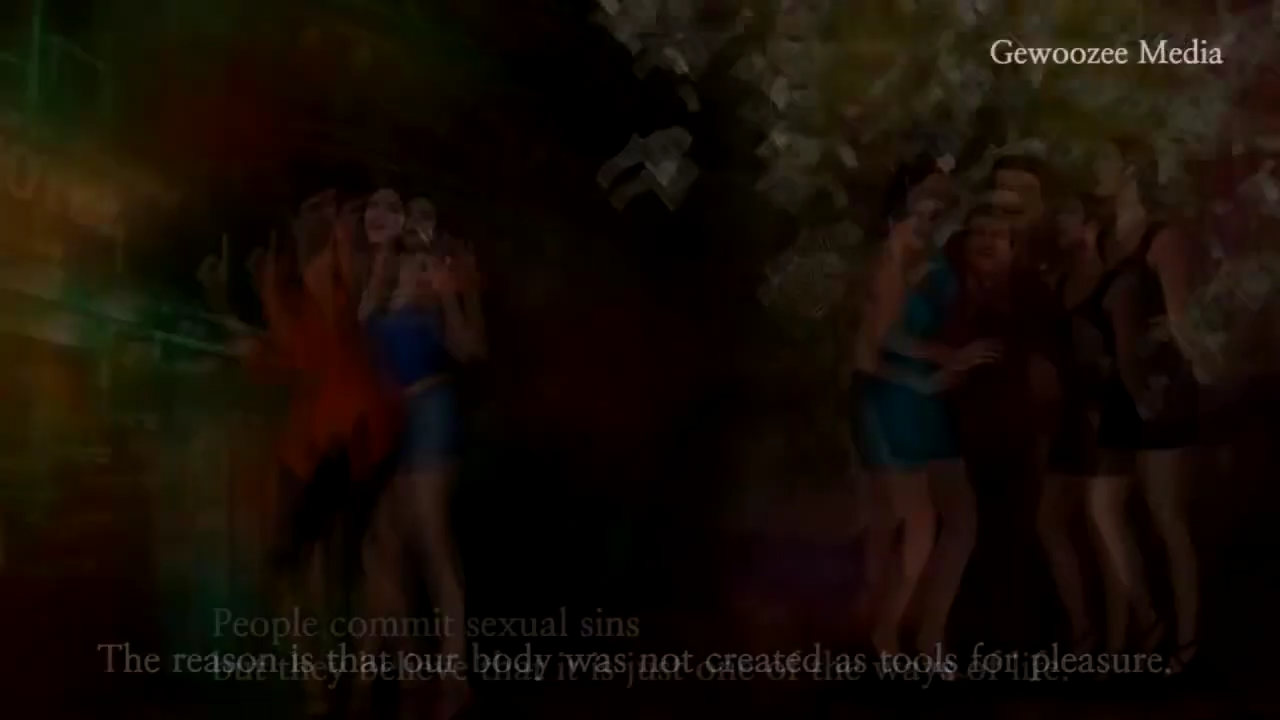 Gewoozee Media
People commit sexual sins
The reason is that our body was not created as tools for pleasure.
but they believe that it is just one of the ways of life.